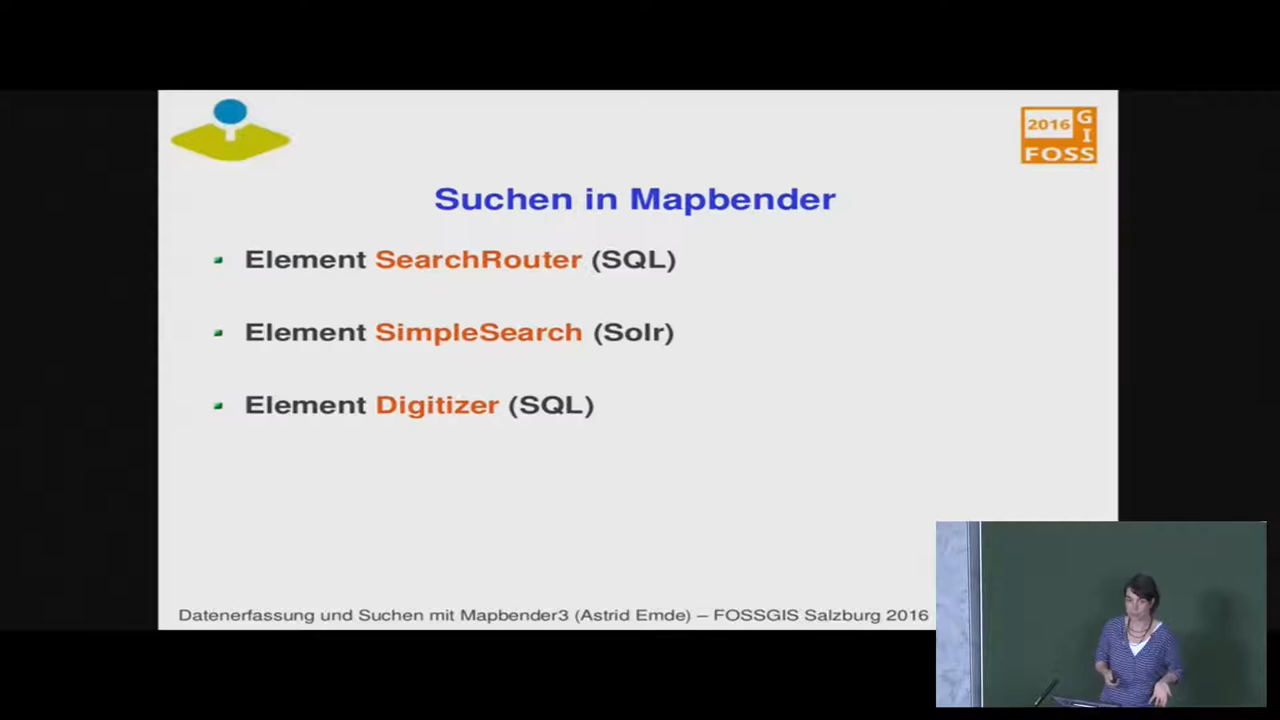 2016 GI
FOSS
Suchen in Mapbender
Element SearchRouter (SQL)
Element SimpleSearch (Solr)
Element Digitizer (SQL)
Datenerfassung und Suchen mit Mapbender3 (Astrid Emde) – FOSSGIS Salzburg 2016